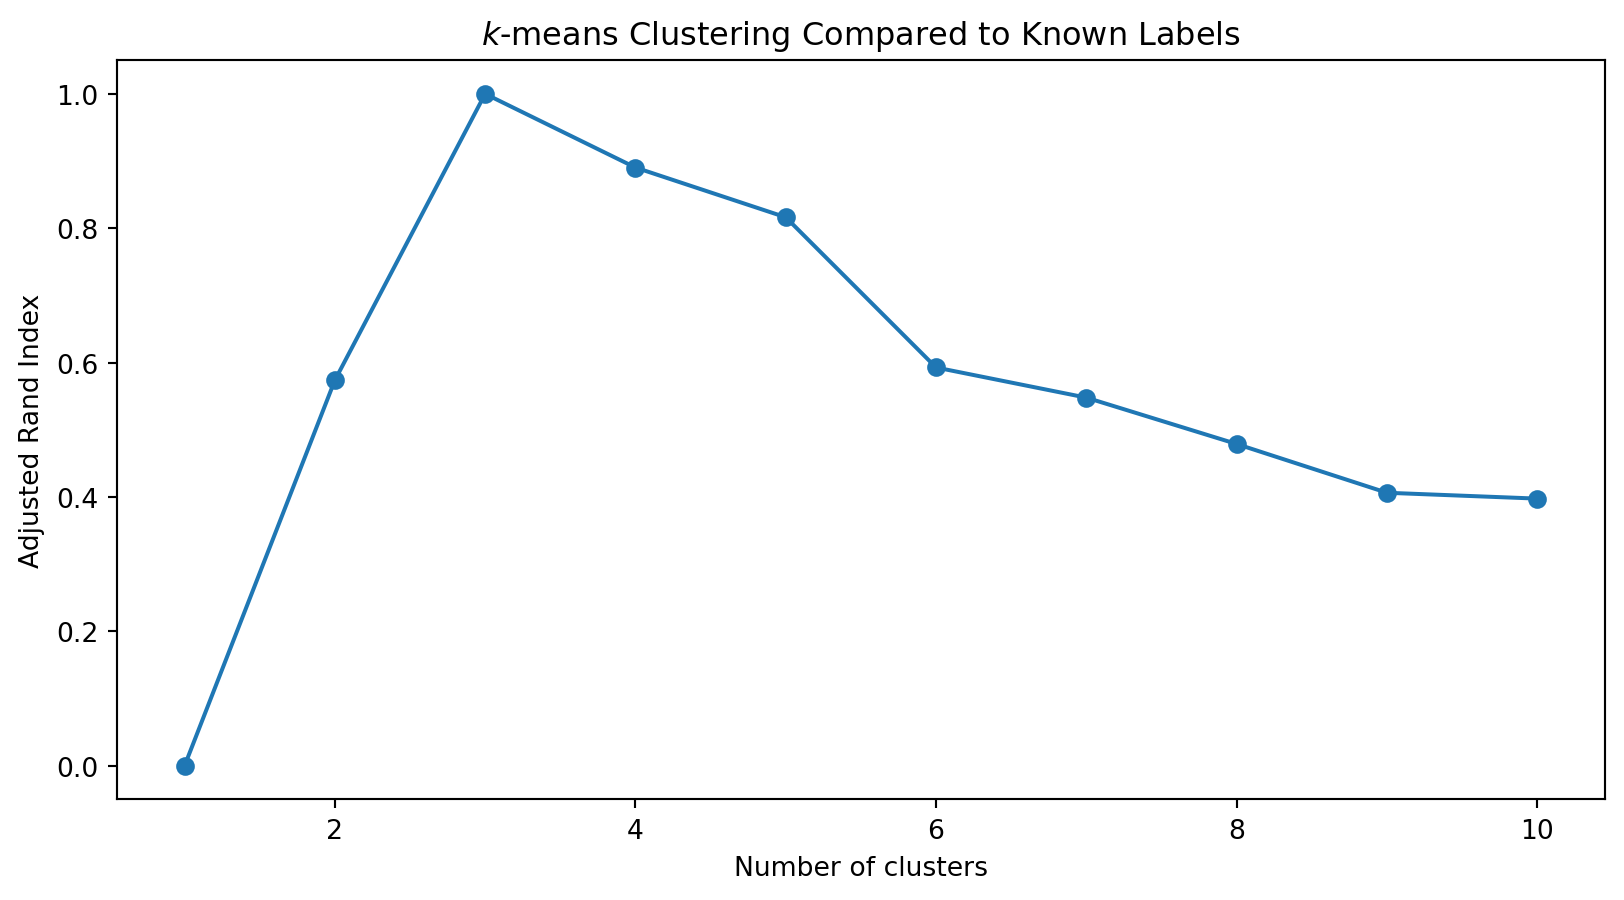 k-means Clustering Compared to Known Labels
Adjusted Rand Index
1.0
0.8
0.6
0.4
0.2
0.0
2 4 6 8 10
Number of clusters